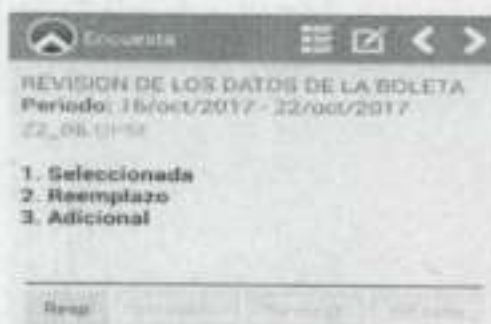 Encuesta
REVISION DE LOS DATOS DE LA BOLETA
Periodo: 16/oct/2017 - 22/oct/2017
1. Seleccionada
2. Reemplazo
3. Adicional
Resp